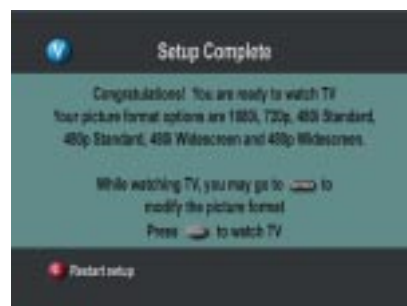 V
Setup Complete
Congratulations! You are ready to watch TV
Your picture format options are 1080i, 720p, 480i Standard,
480p Standard, 480i Widescreen and 480p Widescreen.
While watching TV, you may go to to
modify the picture format
Press to watch TV
Restart setup